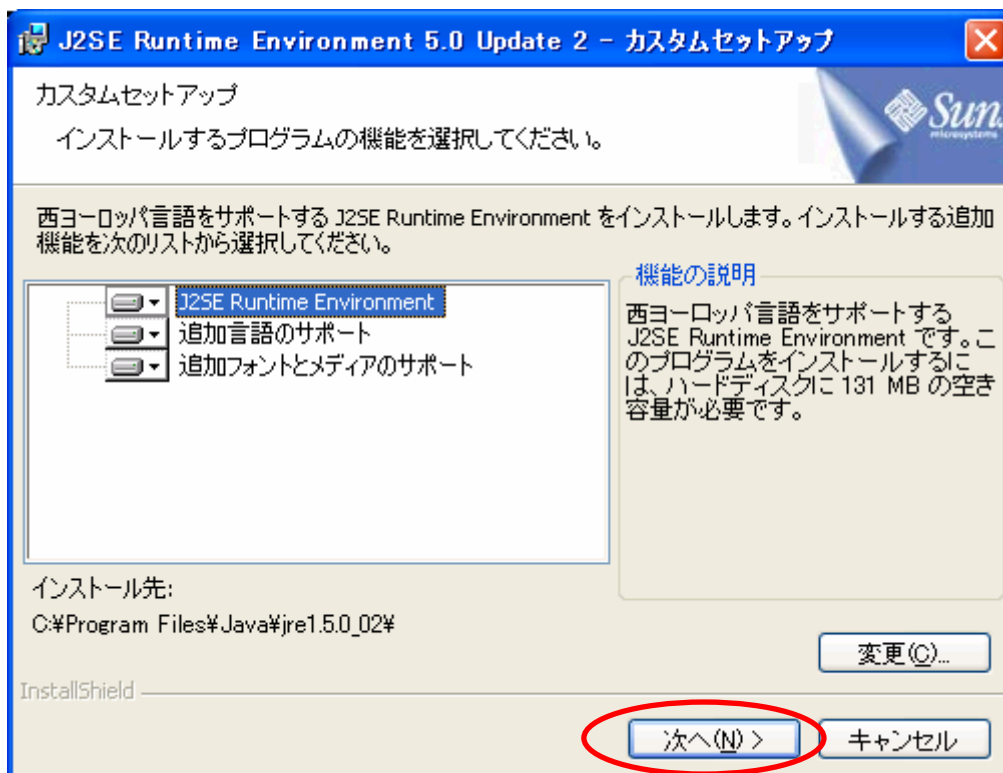 J2SE Runtime Environment 5.0 Update 2 - カスタムセットアップ
カスタムセットアップ
インストールするプログラムの機能を選択してください。
Sun
microsystems
西ヨーロッパ言語をサポートする J2SE Runtime Environment をインストールします。インストールする追加
機能を次のリストから選択してください。
J2SE Runtime Environment
追加言語のサポート
追加フォントとメディアのサポート
機能の説明
西ヨーロッパ言語をサポートする
J2SE Runtime Environment です。こ
のプログラムをインストールするに
は、ハードディスクに 131 MB の空き
容量が必要です。
インストール先:
C:¥Program Files¥Java¥jre1.5.0_02¥
変更(C)...
InstallShield
次へ(N) >
キャンセル